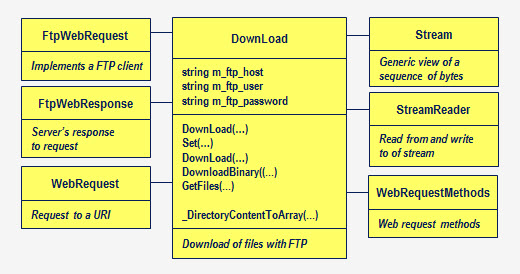 FtpWebRequest
Implements a FTP client
FtpWebResponse
Server's response
to request
WebRequest
Request to a URI
DownLoad
string m_ftp_host
string m_ftp_user
string m_ftp_password
DownLoad(...)
Set(...)
DownLoad(...)
DownloadBinary((...)
GetFiles(...)
_DirectoryContentToArray(...)
Download of files with FTP
Stream
Generic view of a
sequence of bytes
StreamReader
Read from and write
to of stream
WebRequestMethods
Web request methods